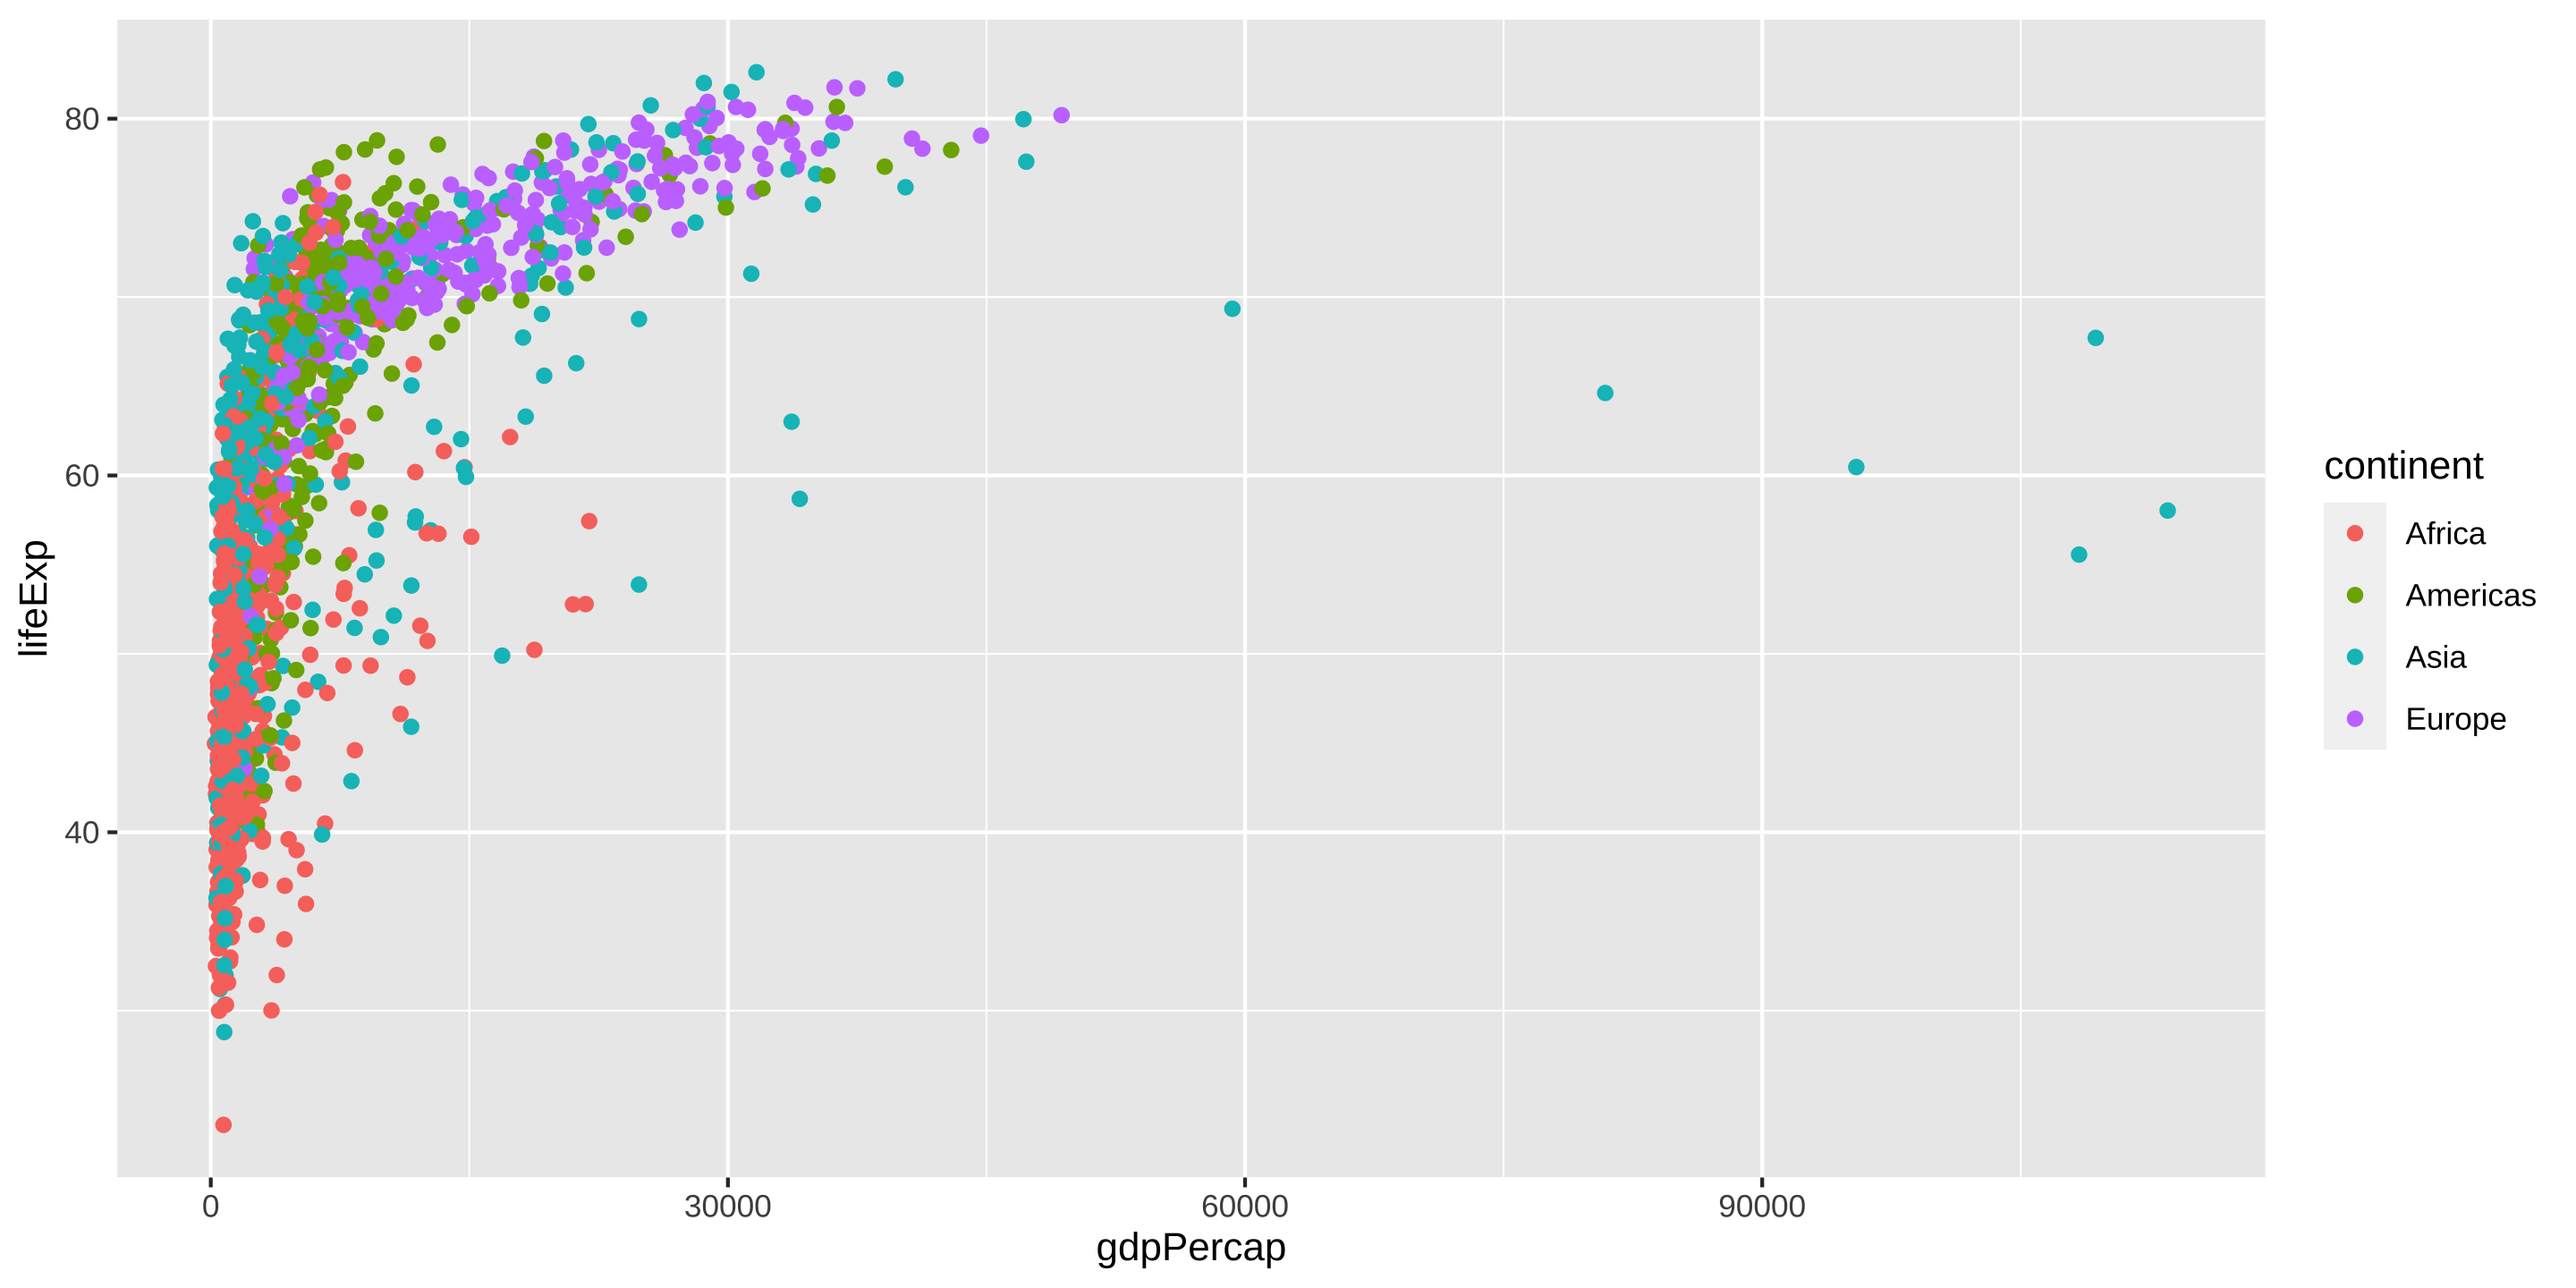 80
60
40
lifeExp
0
30000
60000
90000
gdpPercap
continent
Africa
Americas
Asia
Europe